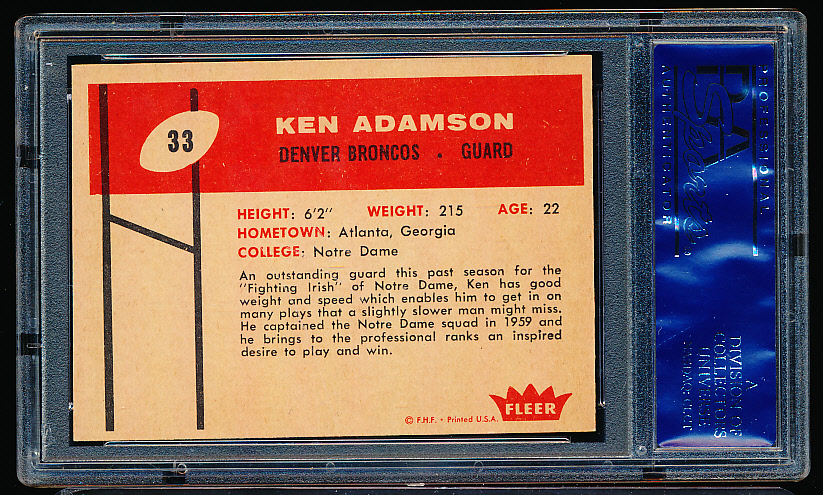 33
KEN ADAMSON
DENVER BRONCOS • GUARD
HEIGHT: 6'2" WEIGHT: 215 AGE: 22
HOMETOWN: Atlanta, Georgia
COLLEGE: Notre Dame
An outstanding guard this past season for the
"Fighting Irish" of Notre Dame, Ken has good
weight and speed which enables him to get in on
many plays that a slightly slower man might miss.
He captained the Notre Dame squad in 1959 and
he brings to the professional ranks an inspired
desire to play and win.
FLEER
© F.H.F. • Printed U.S.A.
PROFESSIONAL
AUTHENTICATOR
PSA
A
DIVISION OF
COLLECTORS
UNIVERSE